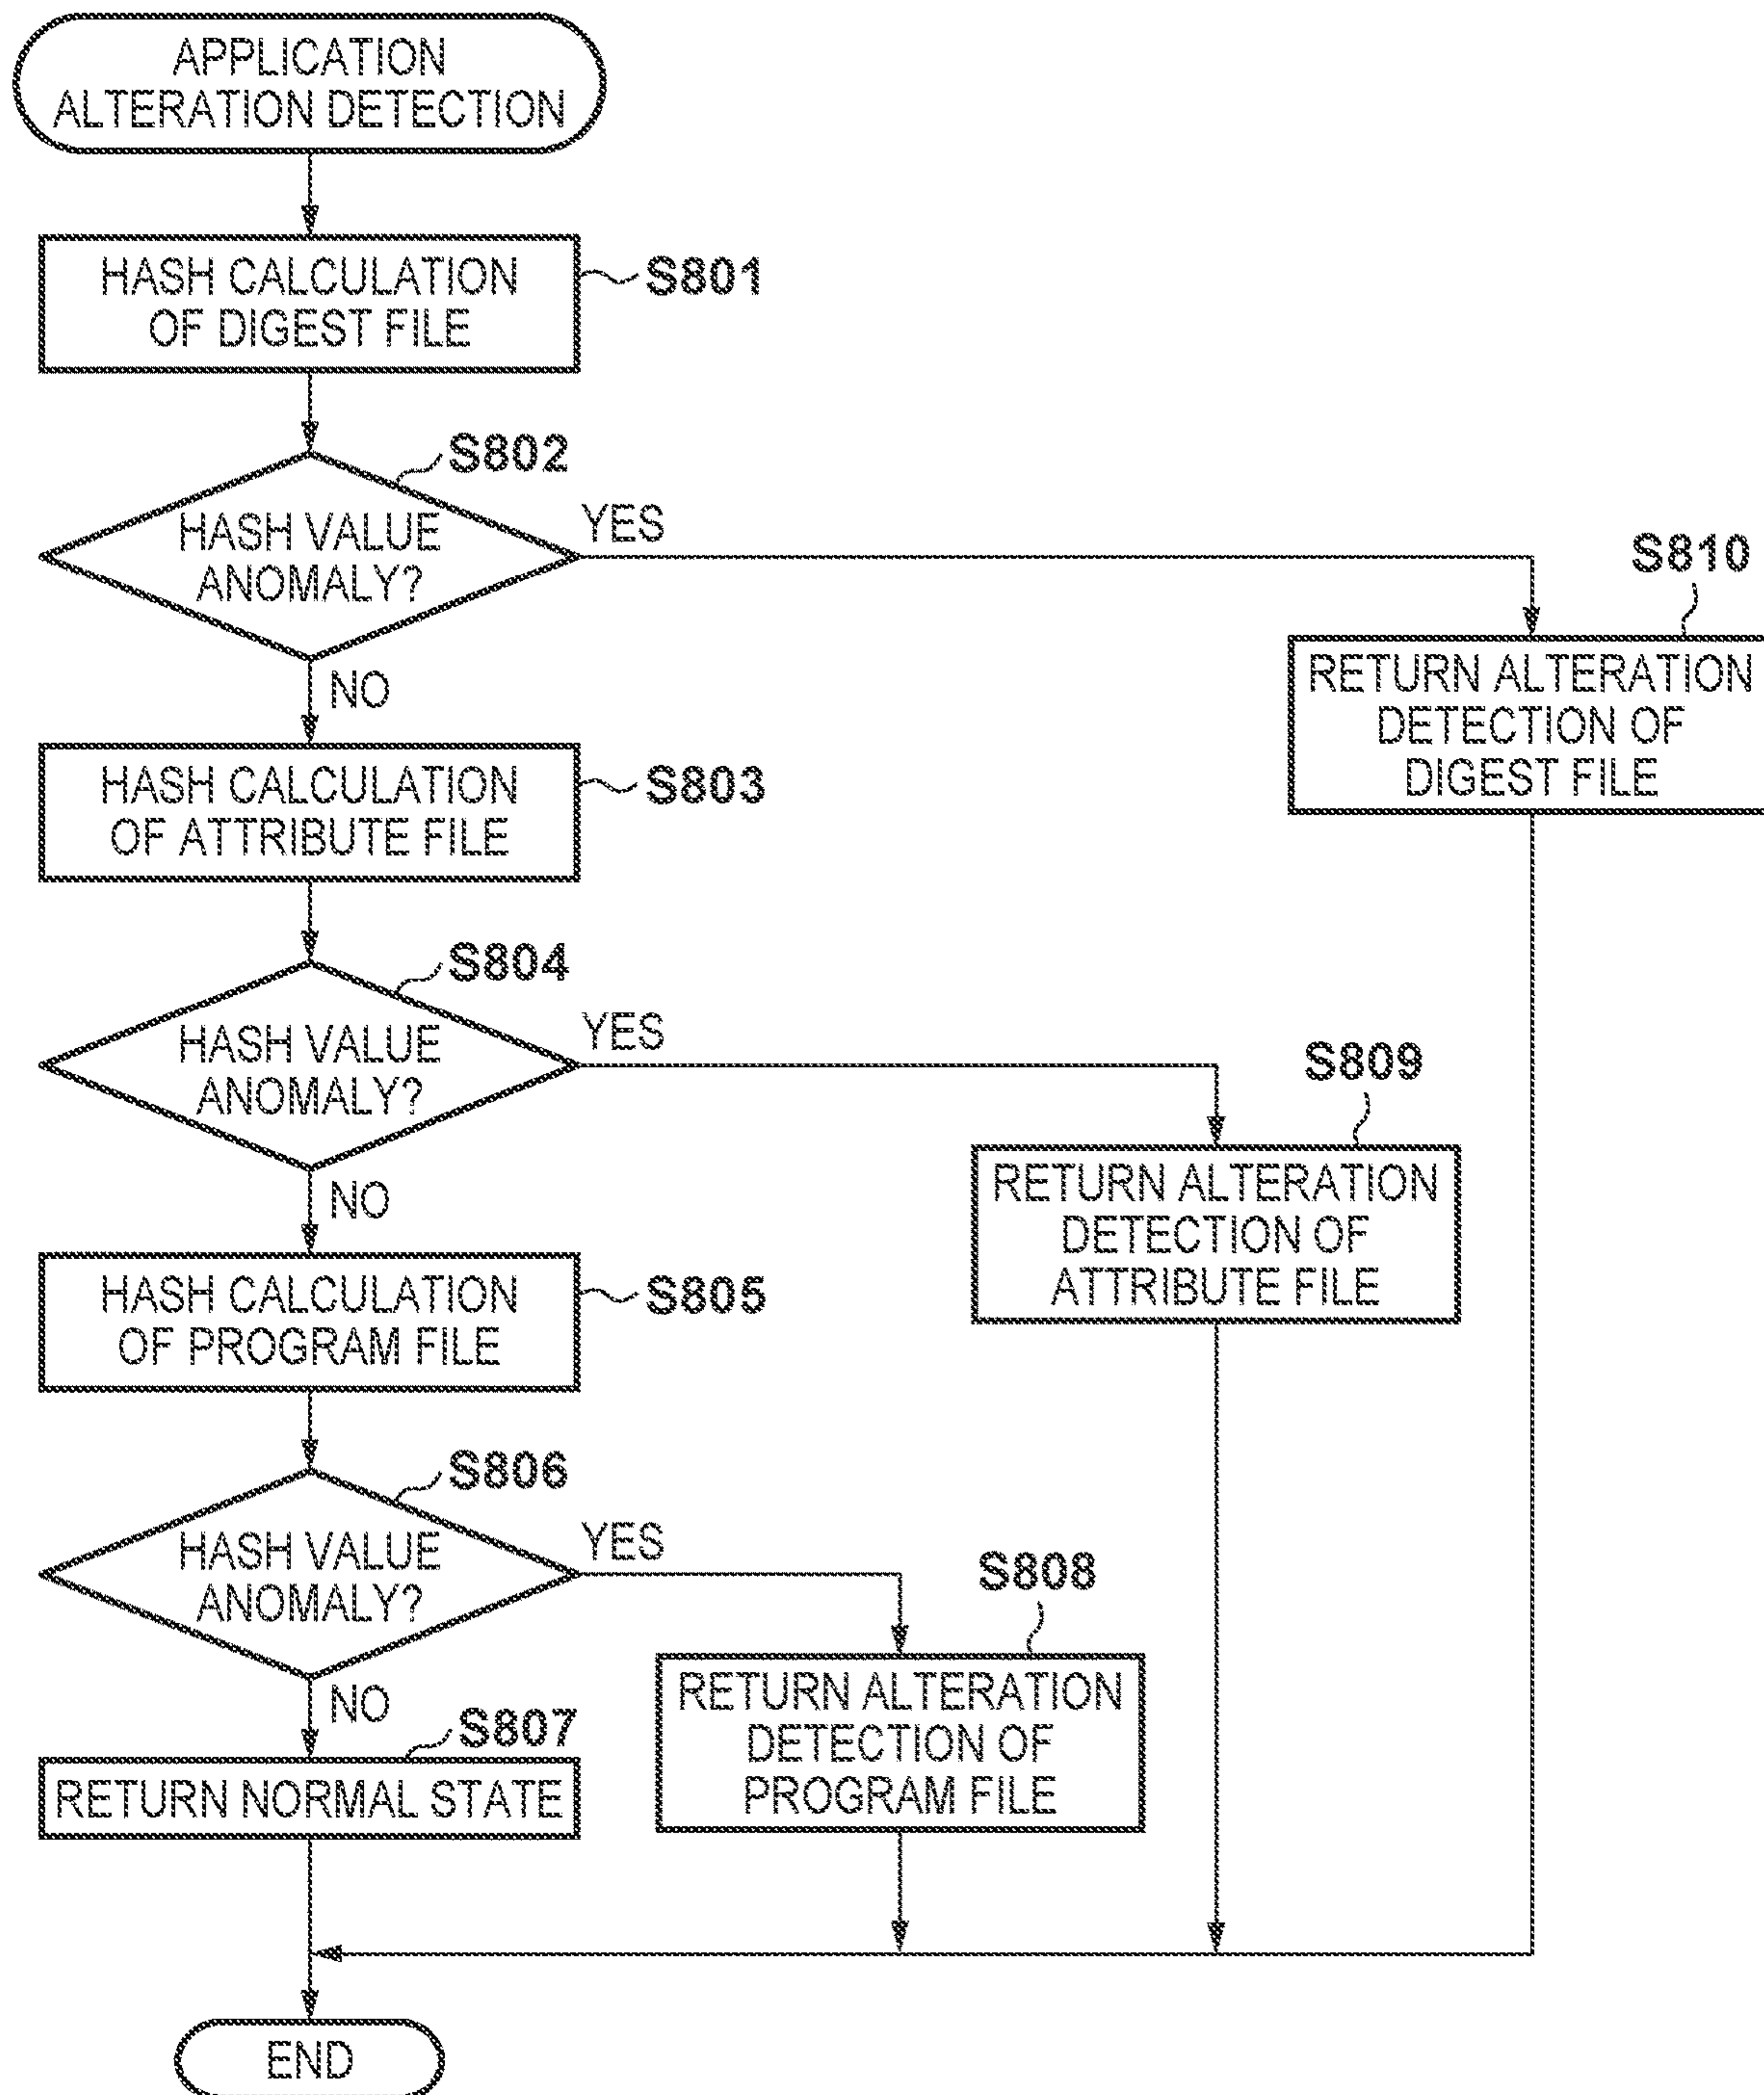 APPLICATION
ALTERATION DETECTION
HASH CALCULATION
OF DIGEST FILE
S801
S802
HASH VALUE
ANOMALY?
YES
NO
S810
RETURN ALTERATION
DETECTION OF
DIGEST FILE
HASH CALCULATION
OF ATTRIBUTE FILE
S803
S804
HASH VALUE
ANOMALY?
YES
NO
S809
RETURN ALTERATION
DETECTION OF
ATTRIBUTE FILE
HASH CALCULATION
OF PROGRAM FILE
S805
S806
HASH VALUE
ANOMALY?
YES
NO
S808
RETURN ALTERATION
DETECTION OF
PROGRAM FILE
S807
RETURN NORMAL STATE
END